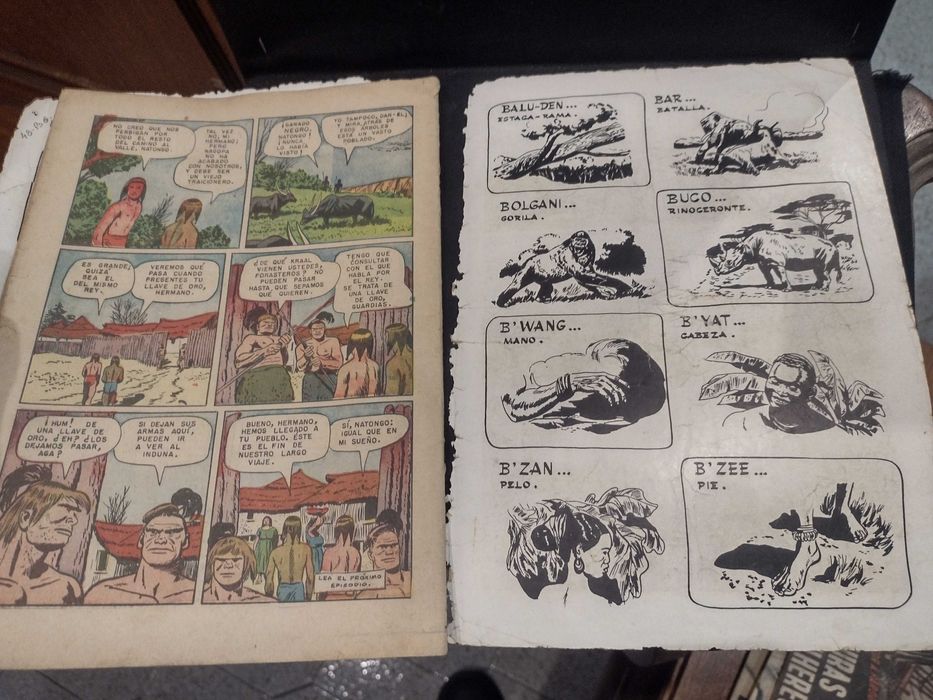 NO CREO QUE NOS
PERSIGAN POR
TODO EL RESTO
DEL CAMINO AL
VALLE, NATONGO.
TAL VEZ
NO, MI
HERMANO;
PERO
NADOPA
NO HA
ACABADO
CON NOSOTROS,
Y DEBE SER
UN VIEJO
TRAICIONERO.
¡GANADO
NEGRO,
NATONGO!
¡NUNCA
LO HABÍA
VISTO!
YO TAMPOCO, DAN-EL;
Y MIRA, ATRÁS DE
ESOS ÁRBOLES
ESTÁ UN VASTO
POBLADO.
ES GRANDE;
QUIZÁ
SEA EL
DEL MISMO
REY.
VEREMOS QUÉ
PASA CUANDO
PRESENTES TU
LLAVE DE ORO,
HERMANO.
¿DE QUÉ KRAAL
VIENEN USTEDES,
FORASTEROS? NO
PUEDEN PASAR
HASTA QUE SEPAMOS
QUÉ QUIEREN.
TENGO QUE
CONSULTAR
CON EL QUE
HABLA POR
EL REY.
SE TRATA DE
UNA LLAVE
DE ORO,
GUARDIAS.
¡HUM! DE
UNA LLAVE DE
ORO, ¿EH? ¿LOS
DEJAMOS PASAR,
AGA?
SI DEJAN SUS
ARMAS AQUÍ,
PUEDEN IR
A VER AL
INDUNA.
BUENO, HERMANO,
HEMOS LLEGADO A
TU PUEBLO. ÉSTE
ES EL FIN DE
NUESTRO LARGO
VIAJE.
SÍ, NATONGO;
IGUAL QUE EN
MI SUEÑO.
LEA EL PRÓXIMO
EPISODIO.
BALU-DEN...
ESTACA-RAMA.
BAR...
BATALLA.
BOLGANI...
GORILA.
BUCO...
RINOCERONTE.
B'WANG...
MANO.
B'YAT...
CABEZA.
B'ZAN...
PELO.
B'ZEE...
PIE.